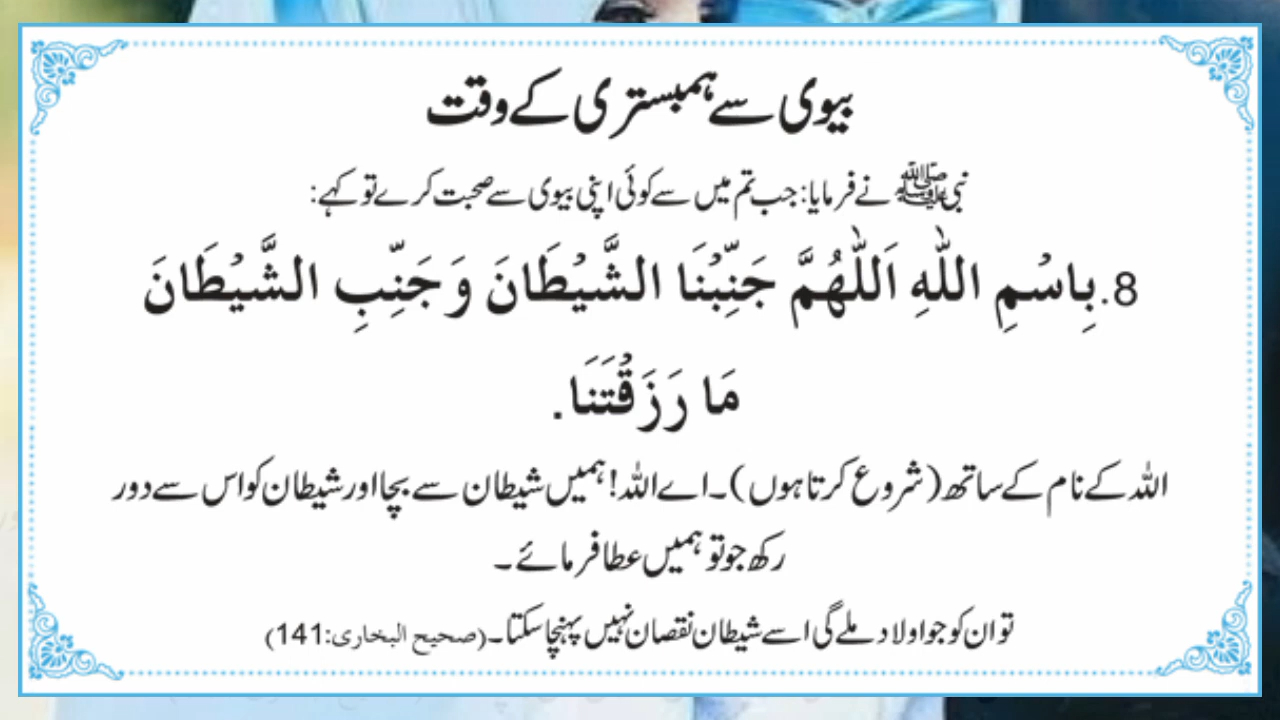 بیوی سے ہمبستری کے وقت
نبی ﷺ نے فرمایا: جب تم میں سے کوئی اپنی بیوی سے صحبت کرے تو کہے:
8. بِاسْمِ اللّٰهِ اَللّٰهُمَّ جَنِّبْنَا الشَّيْطَانَ وَجَنِّبِ الشَّيْطَانَ
مَا رَزَقْتَنَا.
اللہ کے نام کے ساتھ (شروع کرتا ہوں)۔ اے اللہ! ہمیں شیطان سے بچا اور شیطان کو اس سے دور
رکھ جو تو ہمیں عطا فرمائے۔
تو ان کو جو اولاد ملے گی اسے شیطان نقصان نہیں پہنچا سکتا۔ (صحیح البخاری:141)